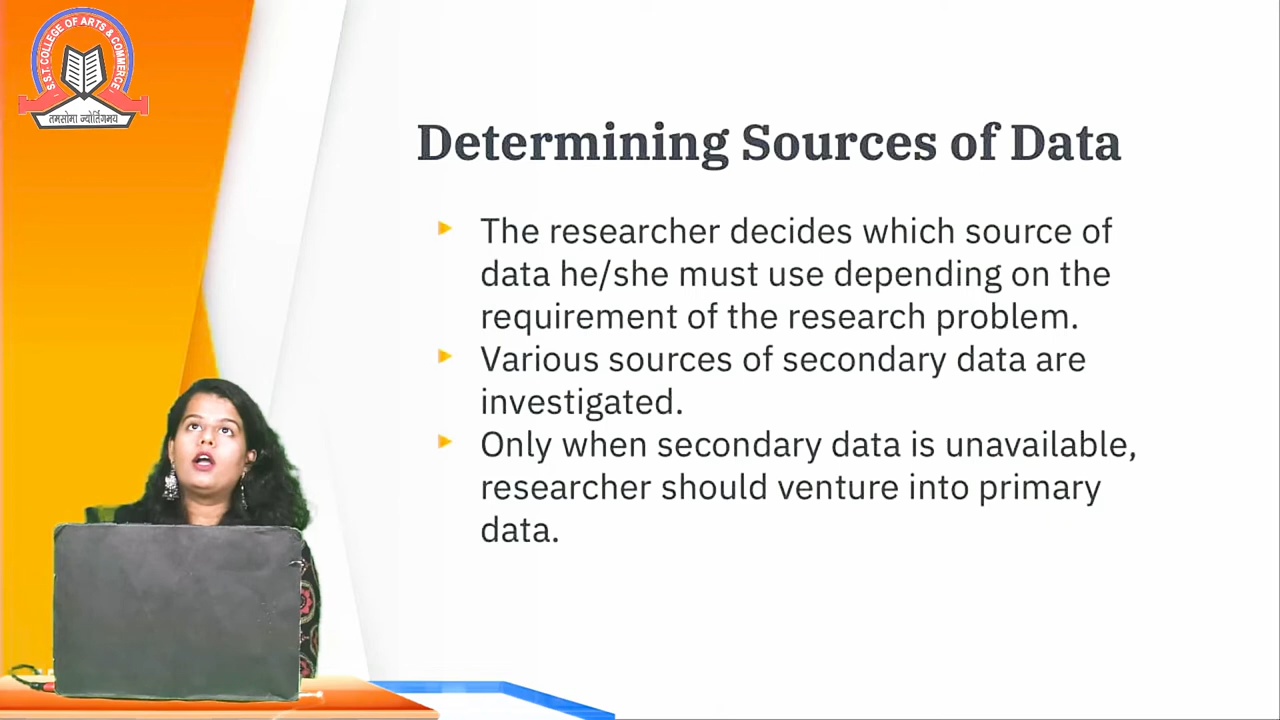 S.S.T. COLLEGE OF ARTS & COMMERCE
तमसोमा ज्योर्तिगमय
Determining Sources of Data
The researcher decides which source of
data he/she must use depending on the
requirement of the research problem.
Various sources of secondary data are
investigated.
Only when secondary data is unavailable,
researcher should venture into primary
data.